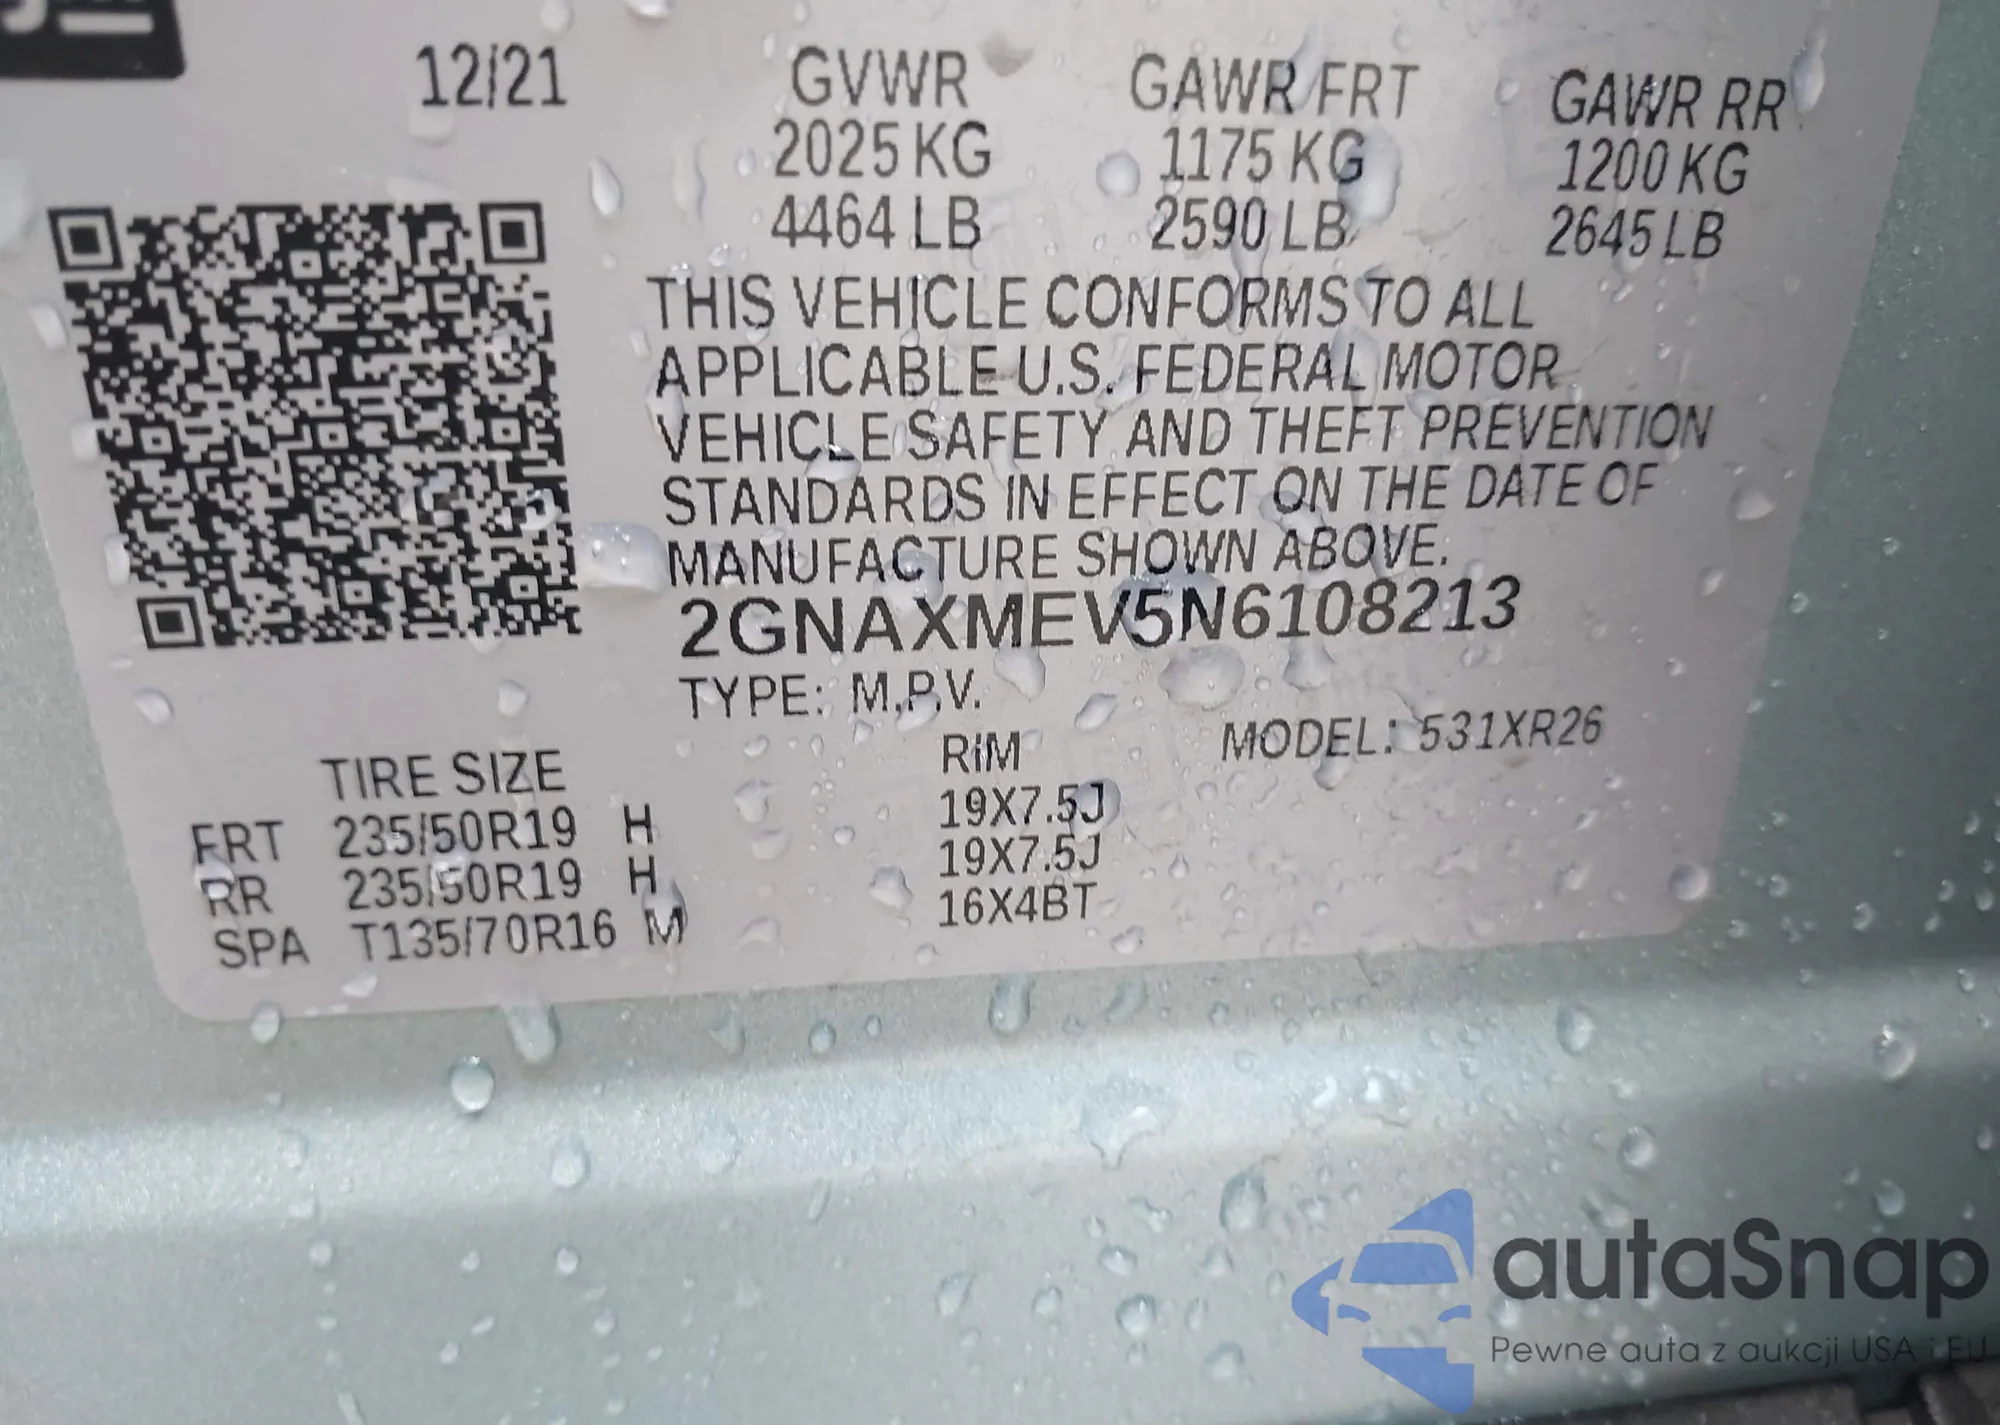 12/21 GVWR GAWR FRT GAWR RR
2025 KG 1175 KG 1200 KG
4464 LB 2590 LB 2645 LB
THIS VEHICLE CONFORMS TO ALL
APPLICABLE U.S. FEDERAL MOTOR
VEHICLE SAFETY AND THEFT PREVENTION
STANDARDS IN EFFECT ON THE DATE OF
MANUFACTURE SHOWN ABOVE.
2GNAXMEV5N6108213
TYPE: M.P.V.
MODEL: 531XR26
TIRE SIZE RIM
FRT 235/50R19 H 19X7.5J
RR 235/50R19 H 19X7.5J
SPA T135/70R16 M 16X4BT
autaSnap
Pewne auta z aukcji USA i EU